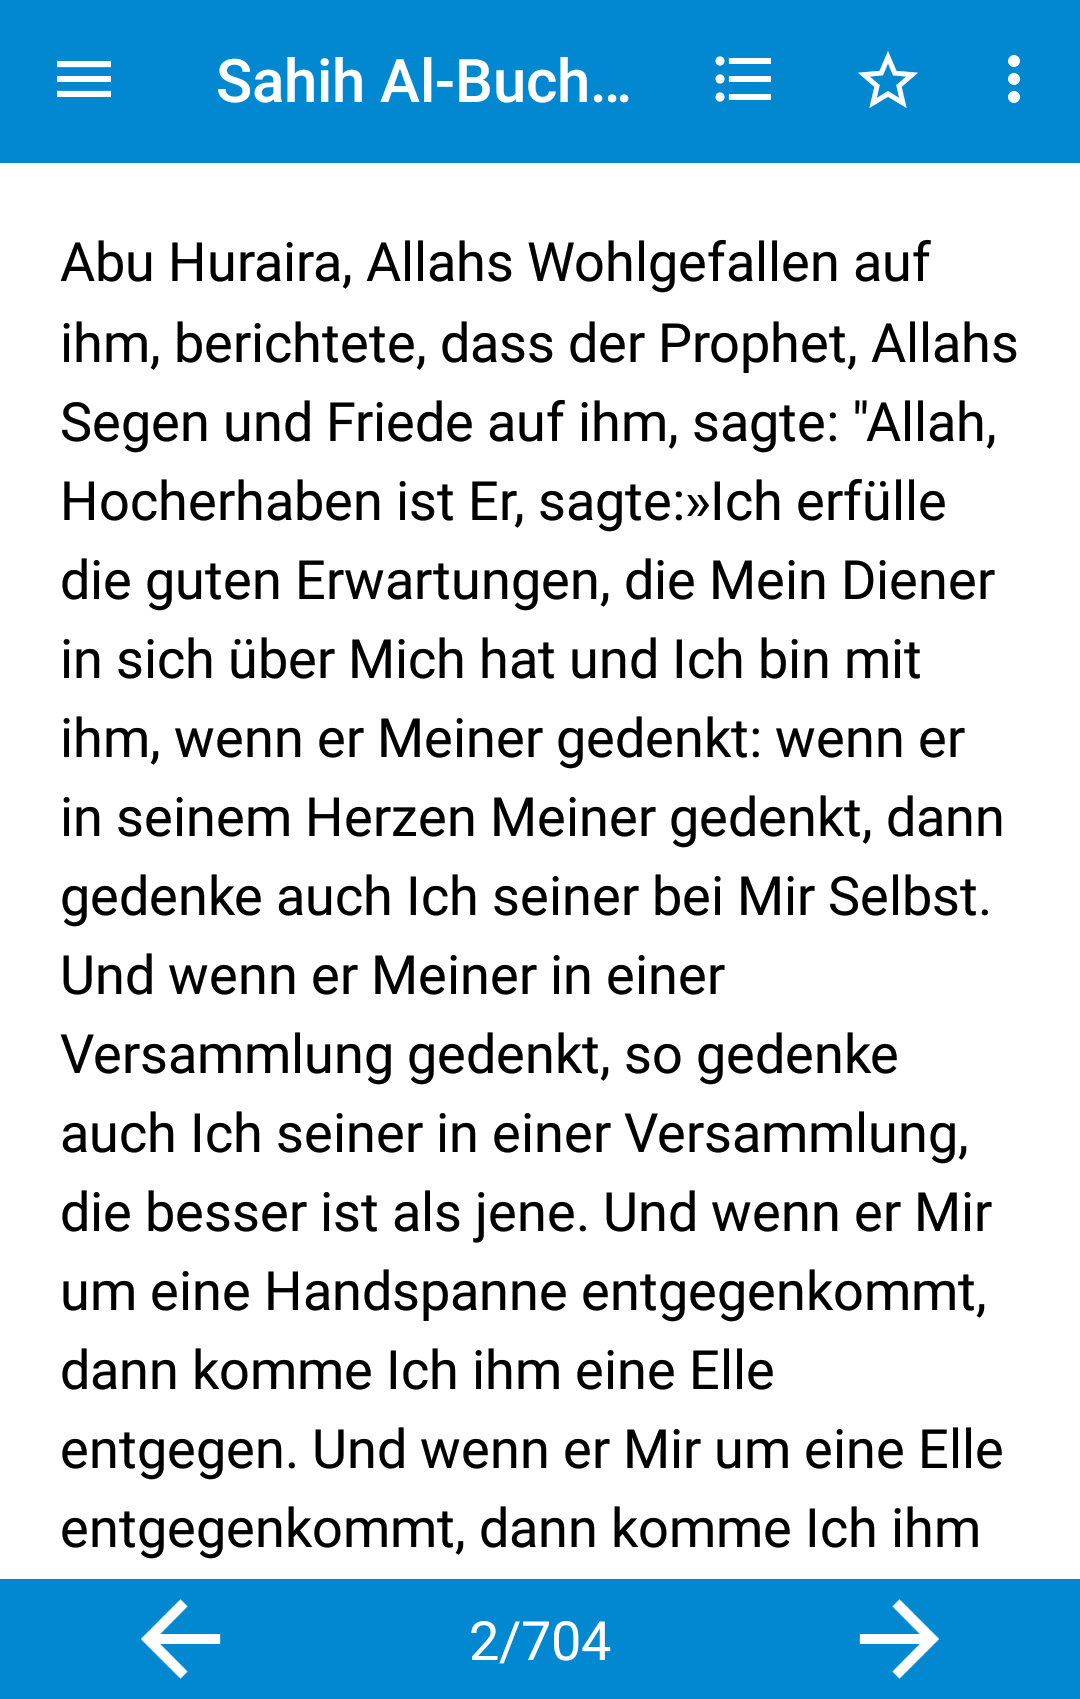 Sahih Al-Buch...
Abu Huraira, Allahs Wohlgefallen auf
ihm, berichtete, dass der Prophet, Allahs
Segen und Friede auf ihm, sagte: "Allah,
Hocherhaben ist Er, sagte:»Ich erfülle
die guten Erwartungen, die Mein Diener
in sich über Mich hat und Ich bin mit
ihm, wenn er Meiner gedenkt: wenn er
in seinem Herzen Meiner gedenkt, dann
gedenke auch Ich seiner bei Mir Selbst.
Und wenn er Meiner in einer
Versammlung gedenkt, so gedenke
auch Ich seiner in einer Versammlung,
die besser ist als jene. Und wenn er Mir
um eine Handspanne entgegenkommt,
dann komme Ich ihm eine Elle
entgegen. Und wenn er Mir um eine Elle
entgegenkommt, dann komme Ich ihm
2/704